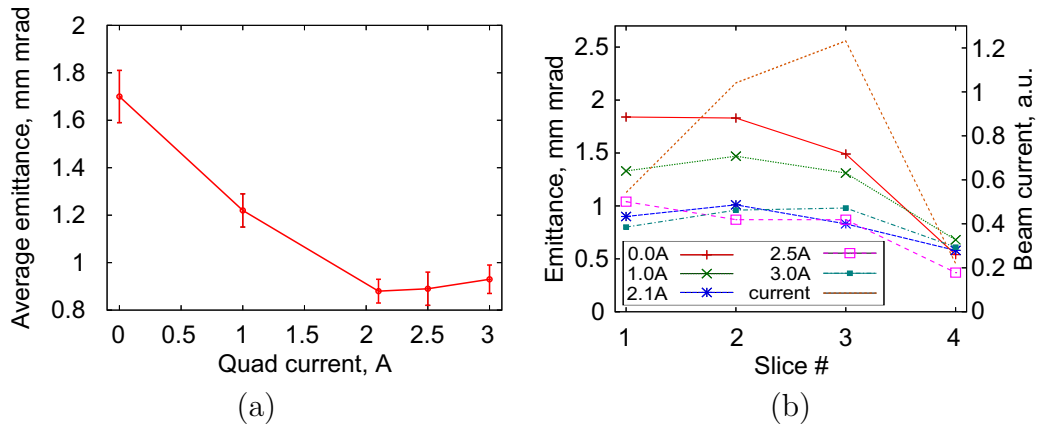 Average emittance, mm mrad
2
1.8
1.6
1.4
1.2
1
0.8
0 0.5 1 1.5 2 2.5 3
Quad current, A
(a)
Emittance, mm mrad
2.5
2
1.5
1
0.5
0
0.0A 2.5A
1.0A 3.0A
2.1A current
1 2 3 4
Slice #
1.2
1
0.8
0.6
0.4
0.2
0
Beam current, a.u.
(b)